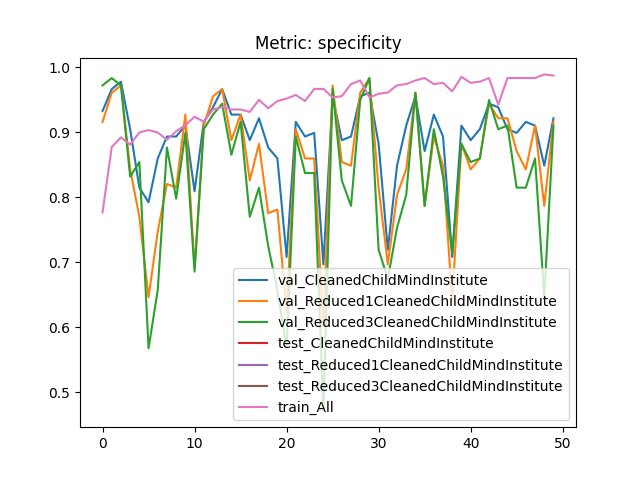 Metric: specificity
1.0
0.9
0.8
0.7
0.6
0.5
val_CleanedChildMindInstitute
val_Reduced1CleanedChildMindInstitute
val_Reduced3CleanedChildMindInstitute
test_CleanedChildMindInstitute
test_Reduced1CleanedChildMindInstitute
test_Reduced3CleanedChildMindInstitute
train_All
0 10 20 30 40 50